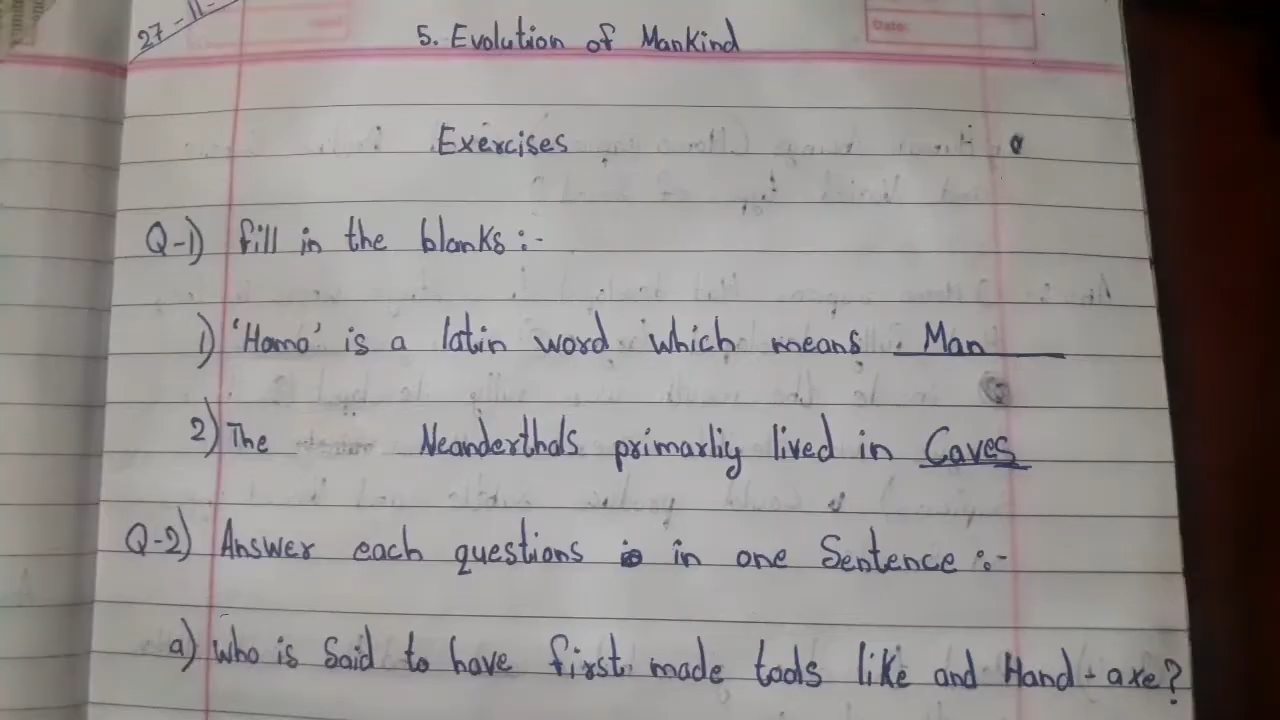 27-11-
5. Evolution of Mankind
Date:
Exercises
Q-1) fill in the blanks :-
1) 'Homo' is a latin word which means Man
2) The Neanderthals primarliy lived in Caves
Q-2) Answer each questions in one Sentence :-
a) Who is Said to have first made tools like and Hand-axe?